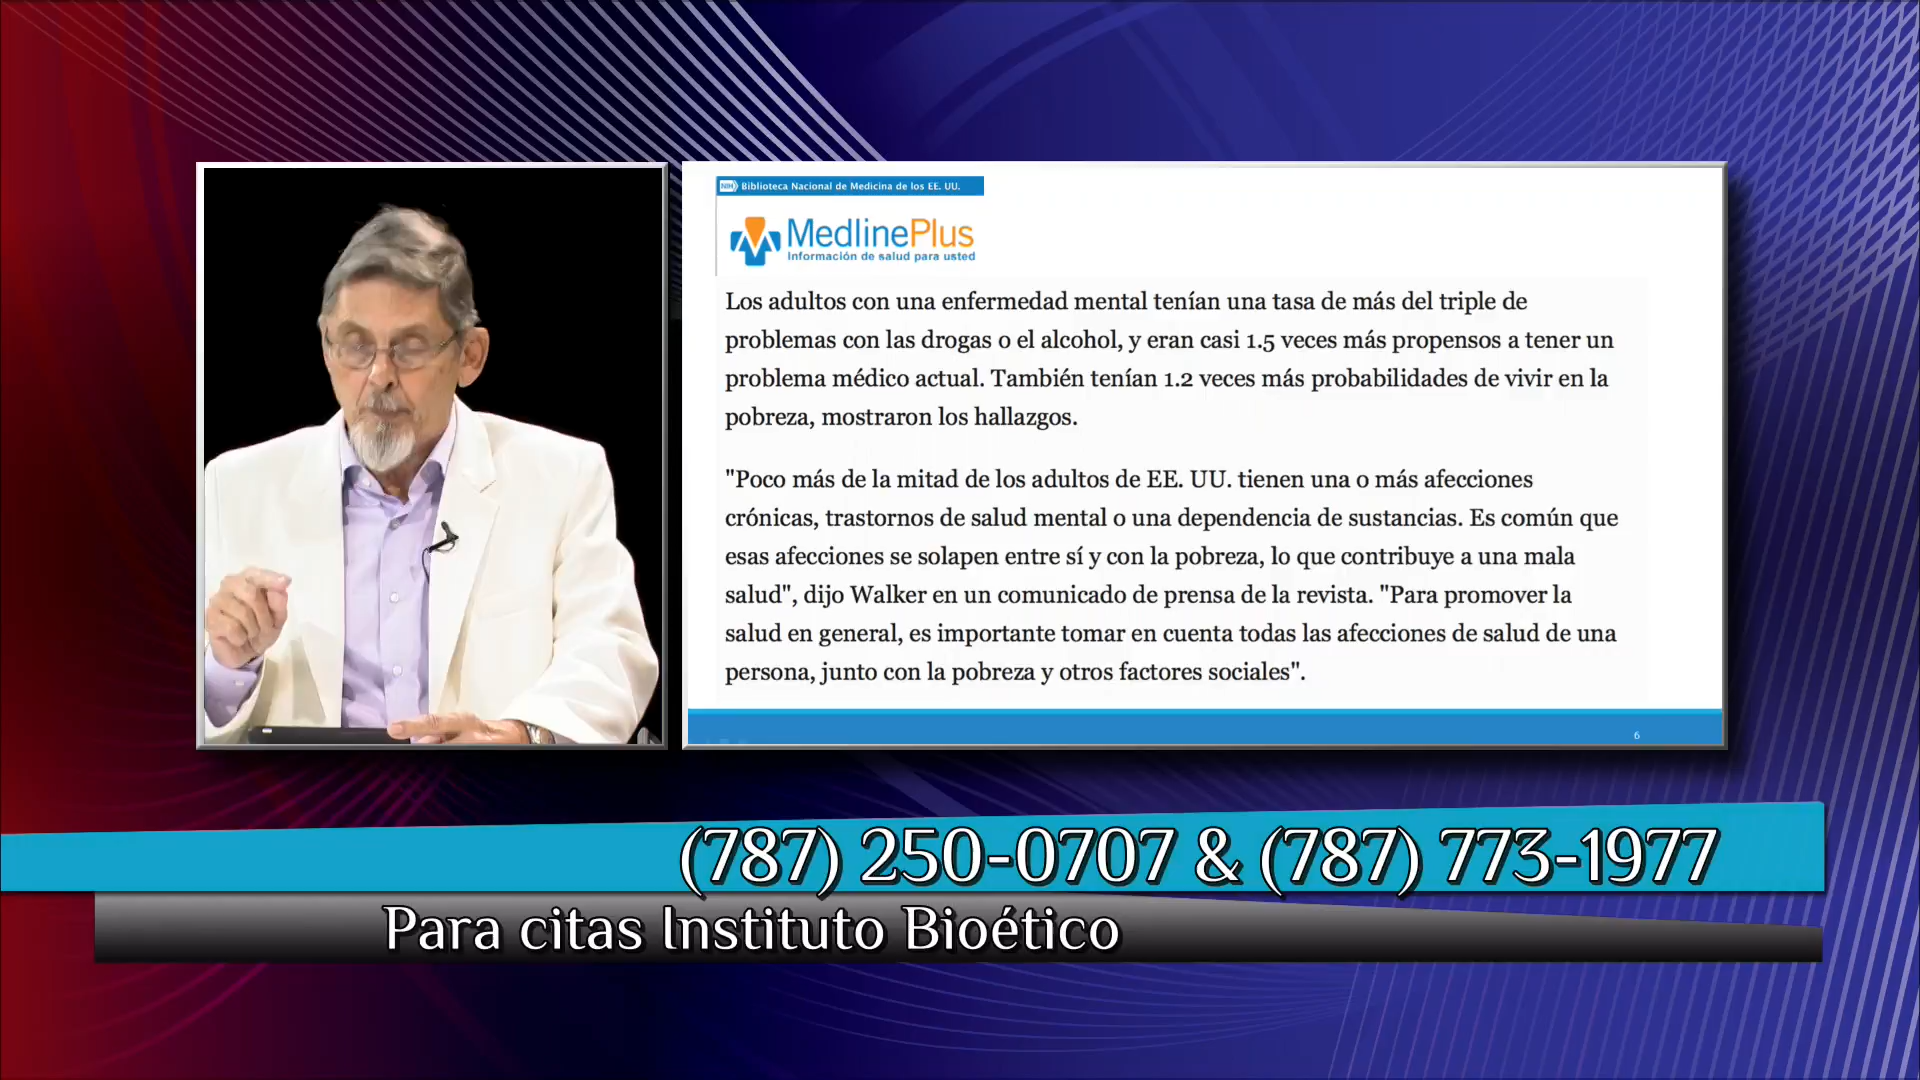 NIH Biblioteca Nacional de Medicina de los EE. UU.
MedlinePlus
Información de salud para usted
Los adultos con una enfermedad mental tenían una tasa de más del triple de
problemas con las drogas o el alcohol, y eran casi 1.5 veces más propensos a tener un
problema médico actual. También tenían 1.2 veces más probabilidades de vivir en la
pobreza, mostraron los hallazgos.
"Poco más de la mitad de los adultos de EE. UU. tienen una o más afecciones
crónicas, trastornos de salud mental o una dependencia de sustancias. Es común que
esas afecciones se solapen entre sí y con la pobreza, lo que contribuye a una mala
salud", dijo Walker en un comunicado de prensa de la revista. "Para promover la
salud en general, es importante tomar en cuenta todas las afecciones de salud de una
persona, junto con la pobreza y otros factores sociales".
6
(787) 250-0707 & (787) 773-1977
Para citas Instituto Bioético